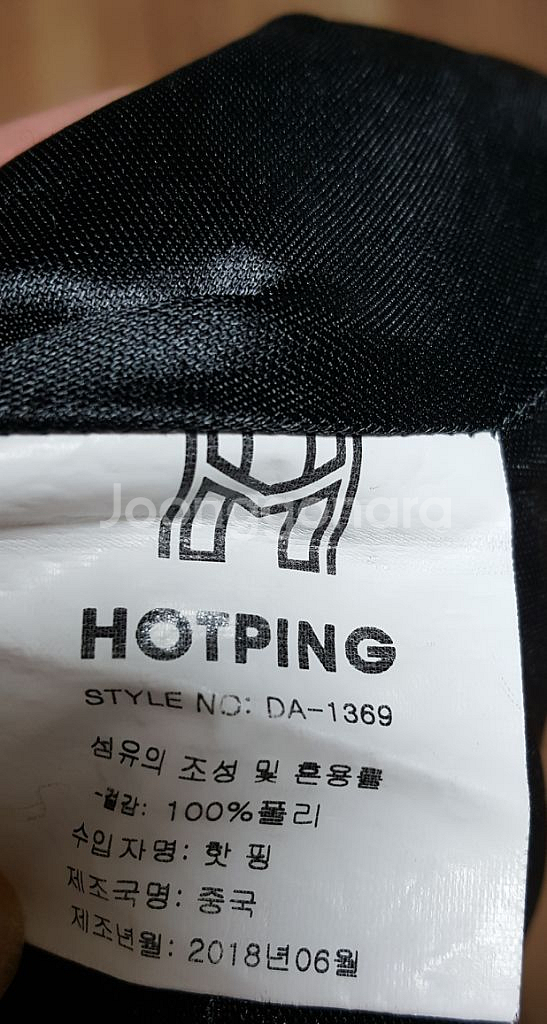 Joonggonara
HOTPING
STYLE NO: DA-1369
섬유의 조성 및 혼용률
-겉감: 100%폴리
수입자명: 핫 핑
제조국명: 중국
제조년월: 2018년06월